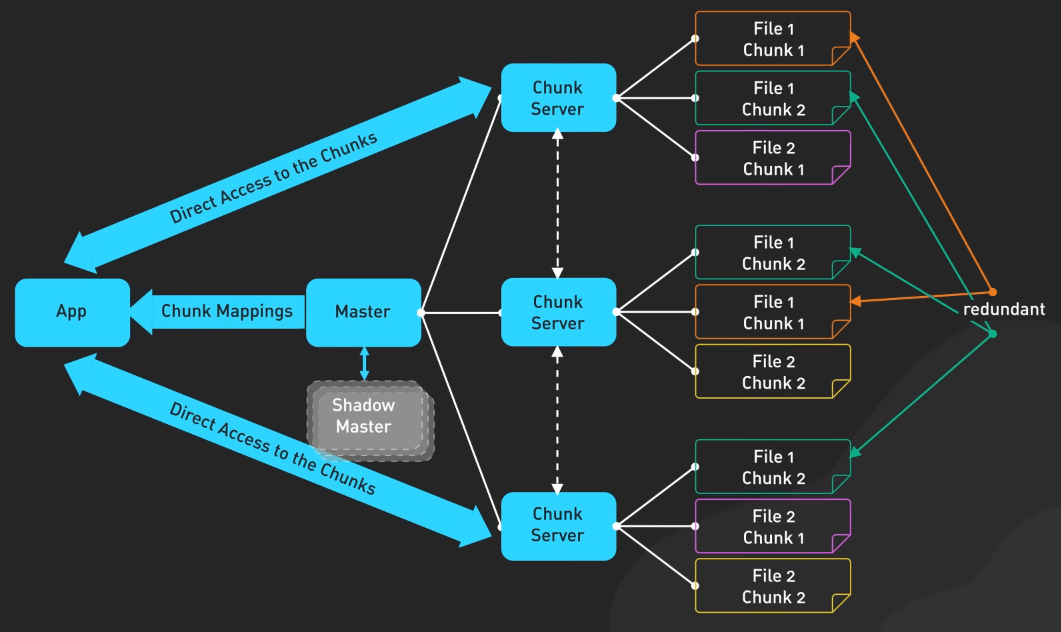 Direct Access to the Chunks
App
Chunk Mappings
Master
Shadow
Master
Direct Access to the Chunks
Chunk
Server
File 1
Chunk 1
File 1
Chunk 2
File 2
Chunk 1
Chunk
Server
File 1
Chunk 2
File 1
Chunk 1
File 2
Chunk 2
Chunk
Server
File 1
Chunk 2
File 2
Chunk 1
File 2
Chunk 2
redundant